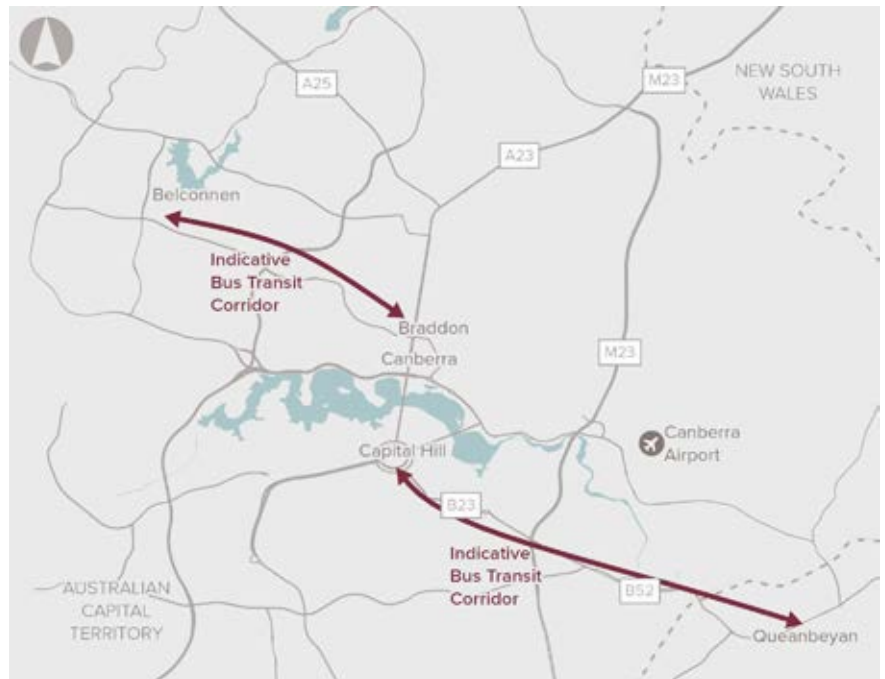 A25
M23
NEW SOUTH
WALES
A23
Belconnen
Indicative
Bus Transit
Corridor
Braddon
Canberra
M23
Capital Hill
Canberra
Airport
B23
Indicative
Bus Transit
Corridor
AUSTRALIAN
CAPITAL
TERRITORY
B52
Queanbeyan